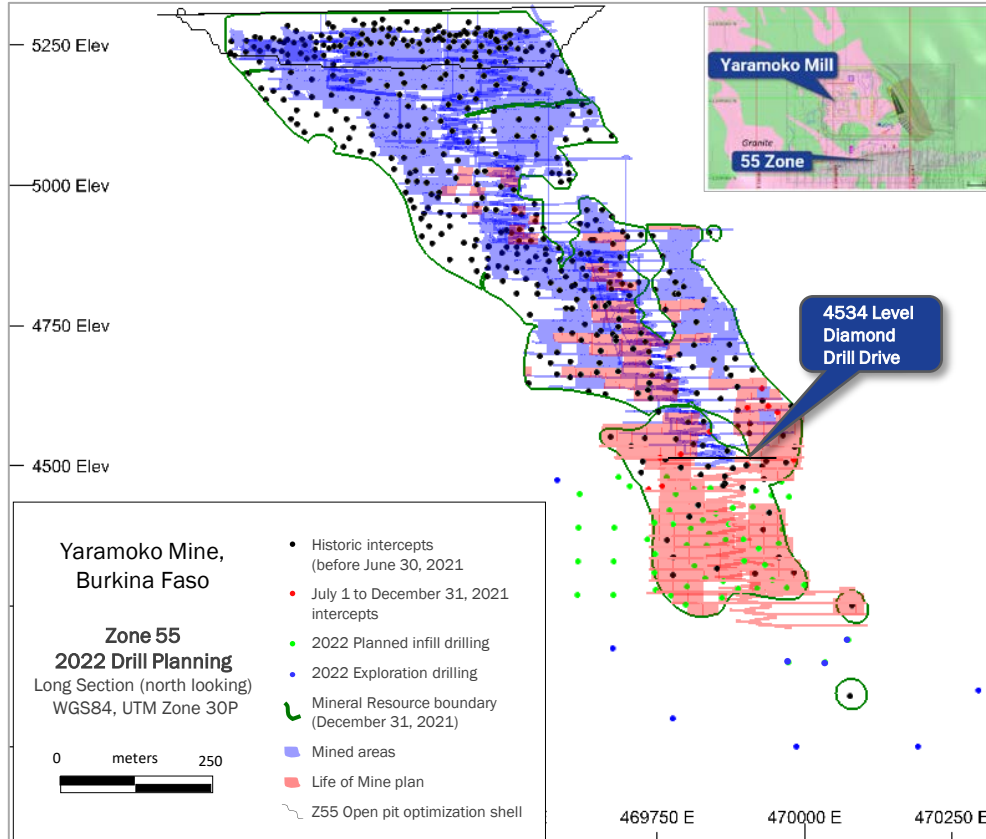 5250 Elev
5000 Elev
4750 Elev
4500 Elev
Yaramoko Mill
Granite
55 Zone
4534 Level
Diamond
Drill Drive
Yaramoko Mine,
Burkina Faso
Zone 55
2022 Drill Planning
Long Section (north looking)
WGS84, UTM Zone 30P
0 meters 250
Historic intercepts
(before June 30, 2021
July 1 to December 31, 2021
intercepts
2022 Planned infill drilling
2022 Exploration drilling
Mineral Resource boundary
(December 31, 2021)
Mined areas
Life of Mine plan
Z55 Open pit optimization shell
469750 E
470000 E
470250 E